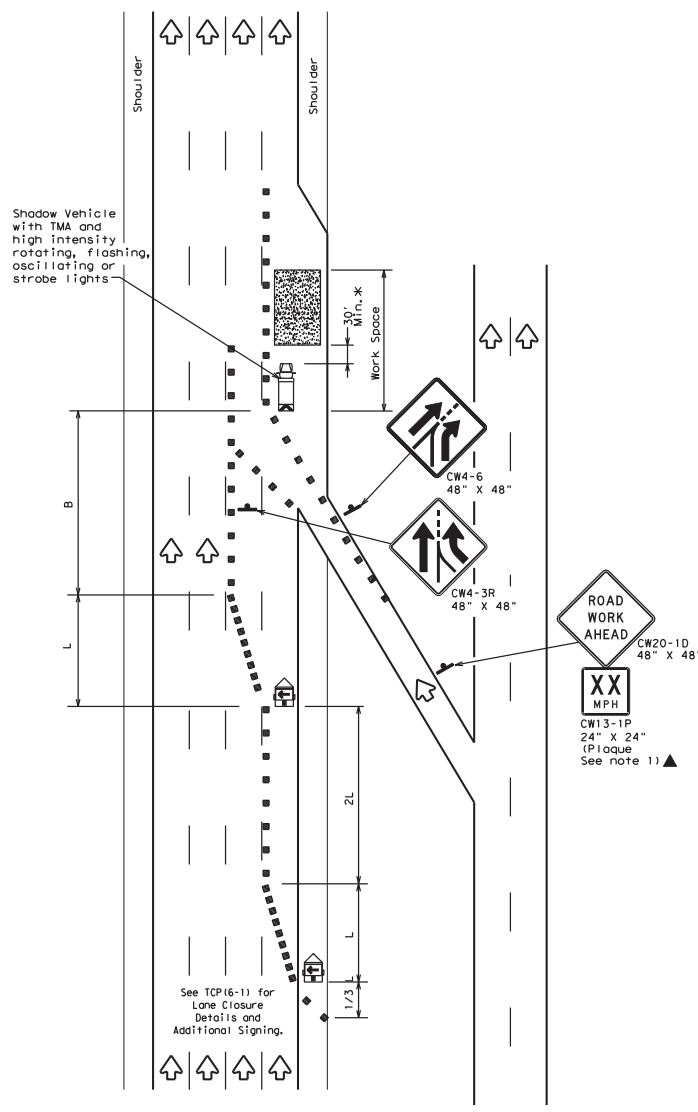 Shoulder
Shoulder
Shadow Vehicle
with TMA and
high intensity
rotating, flashing,
oscillating or
strobe lights
30'
Min.*
Work Space
CW4-6
48" X 48"
B
CW4-3R
48" X 48"
ROAD
WORK
AHEAD
CW20-1D
48" X 48"
XX
MPH
CW13-1P
24" X 24"
(Plaque
See note 1) ▲
L
2L
L
1/3 L
See TCP(6-1) for
Lane Closure
Details and
Additional Signing.